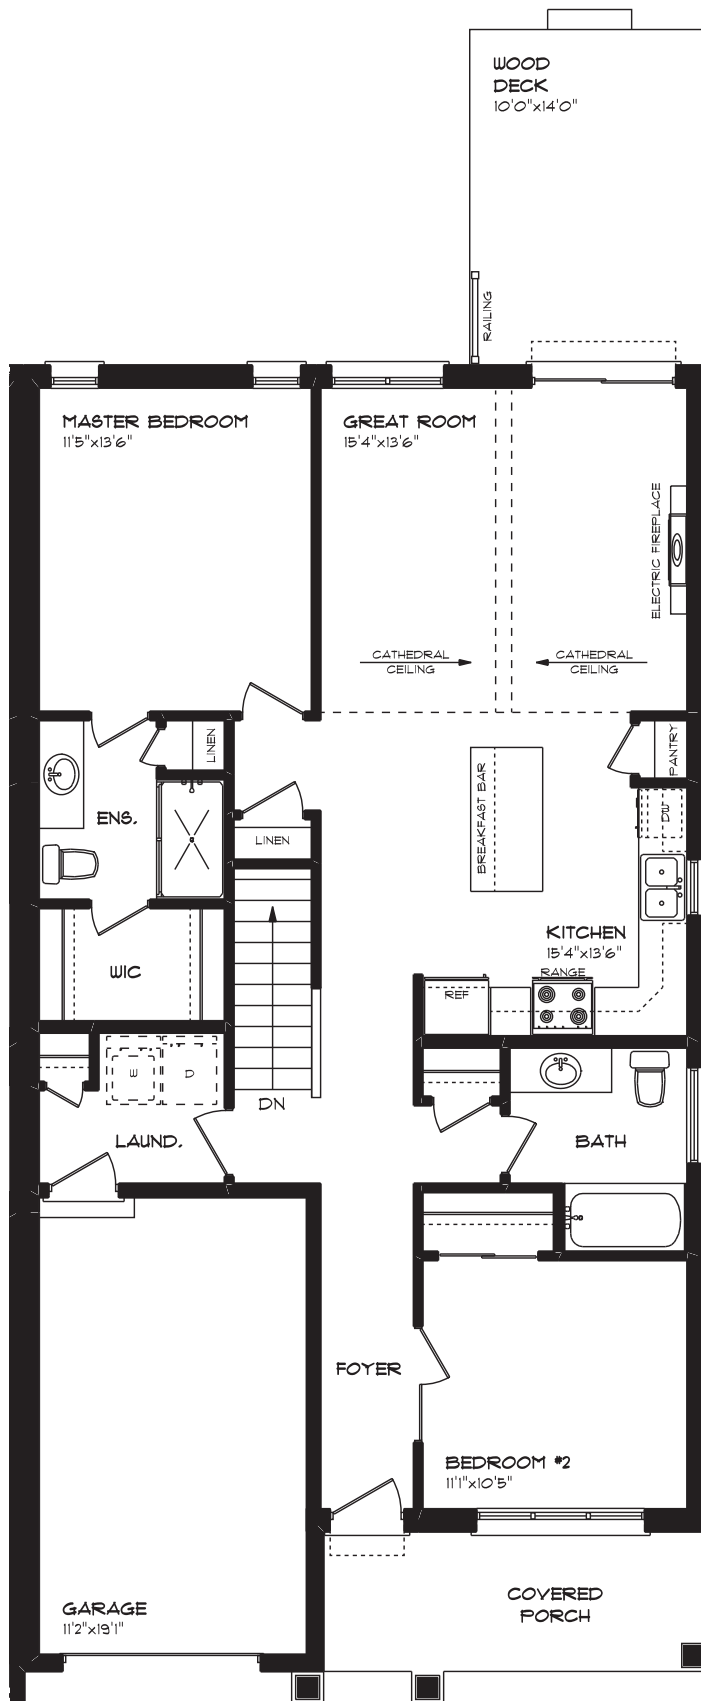 WOOD
DECK
10'0"x14'0"
RAILING
MASTER BEDROOM
11'5"x13'6"
GREAT ROOM
15'4"x13'6"
ELECTRIC FIREPLACE
CATHEDRAL
CEILING
CATHEDRAL
CEILING
LINEN
PANTRY
BREAKFAST BAR
DW
ENS.
LINEN
KITCHEN
15'4"x13'6"
RANGE
REF
WIC
W
D
DN
LAUND.
BATH
FOYER
BEDROOM #2
11'1"x10'5"
COVERED
PORCH
GARAGE
11'2"x19'1"